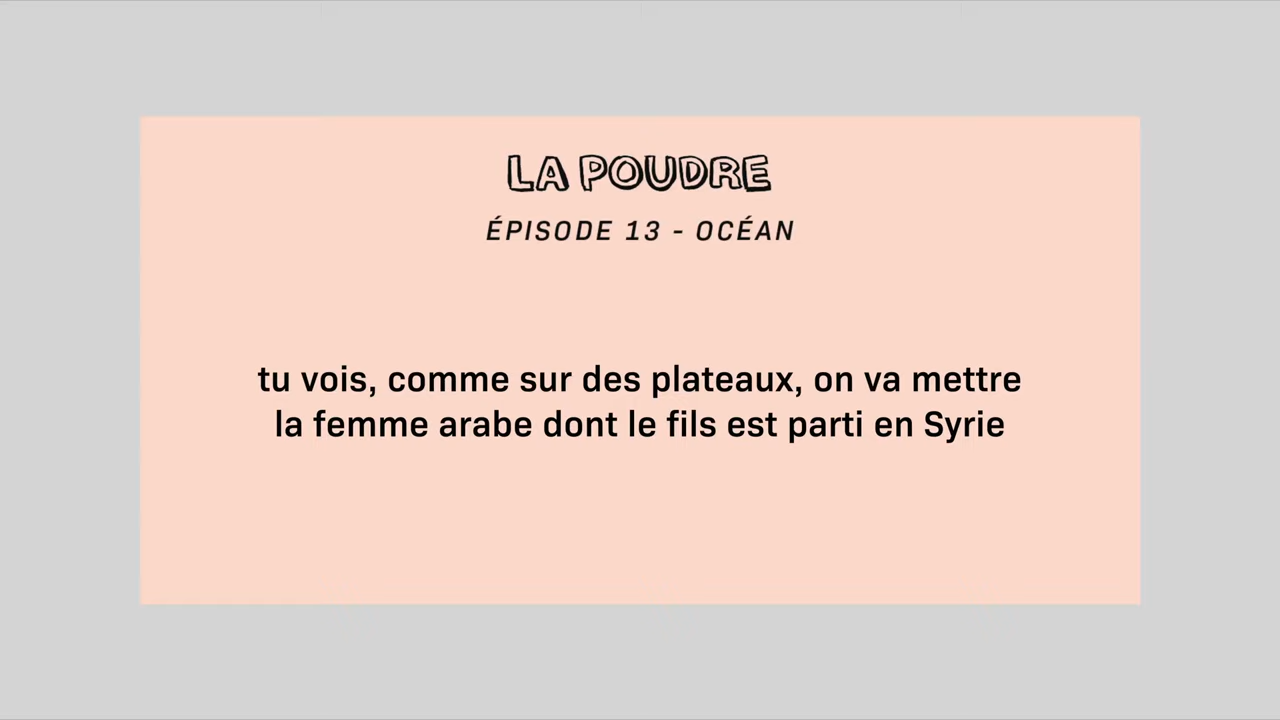 LA POUDRE
ÉPISODE 13 - OCÉAN
tu vois, comme sur des plateaux, on va mettre
la femme arabe dont le fils est parti en Syrie